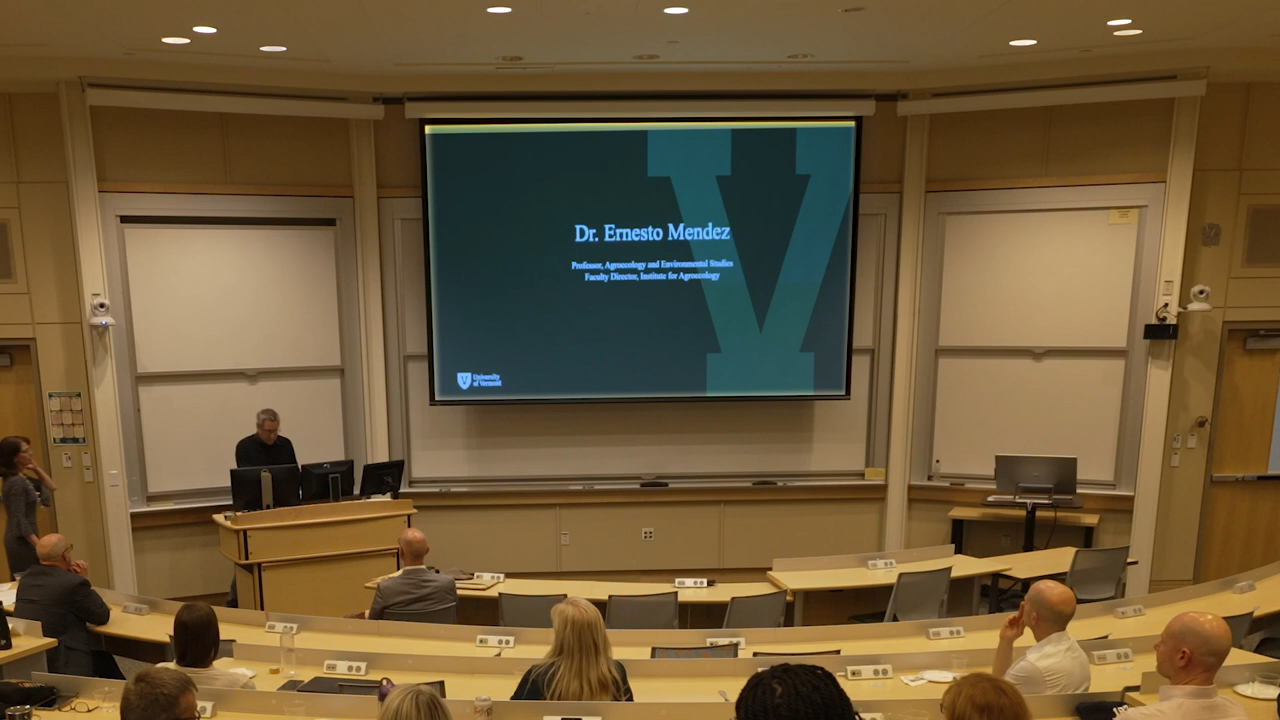 Dr. Ernesto Mendez
Professor, Agroecology and Environmental Studies
Faculty Director, Institute for Agroecology
V
University
of Vermont